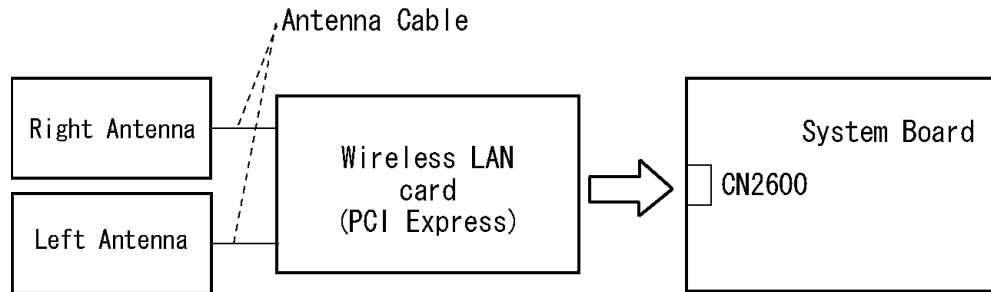 Antenna Cable
Right Antenna
Left Antenna
Wireless LAN
card
(PCI Express)
System Board
CN2600